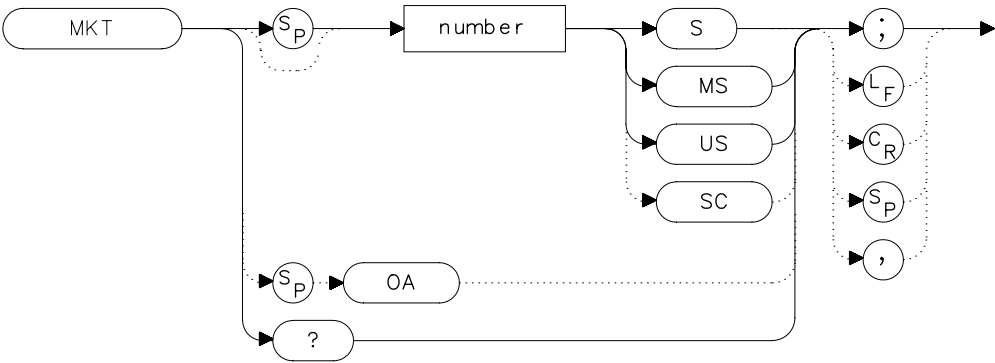 MKT SP number S ;
MS LF
US CR
SC SP
SP OA ,
?